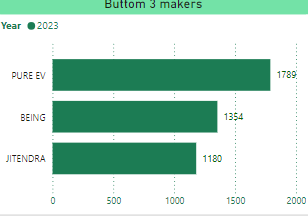 Buttom 3 makers
Year 2023
PURE EV 1789
BEING 1354
JITENDRA 1180
0 500 1000 1500 2000